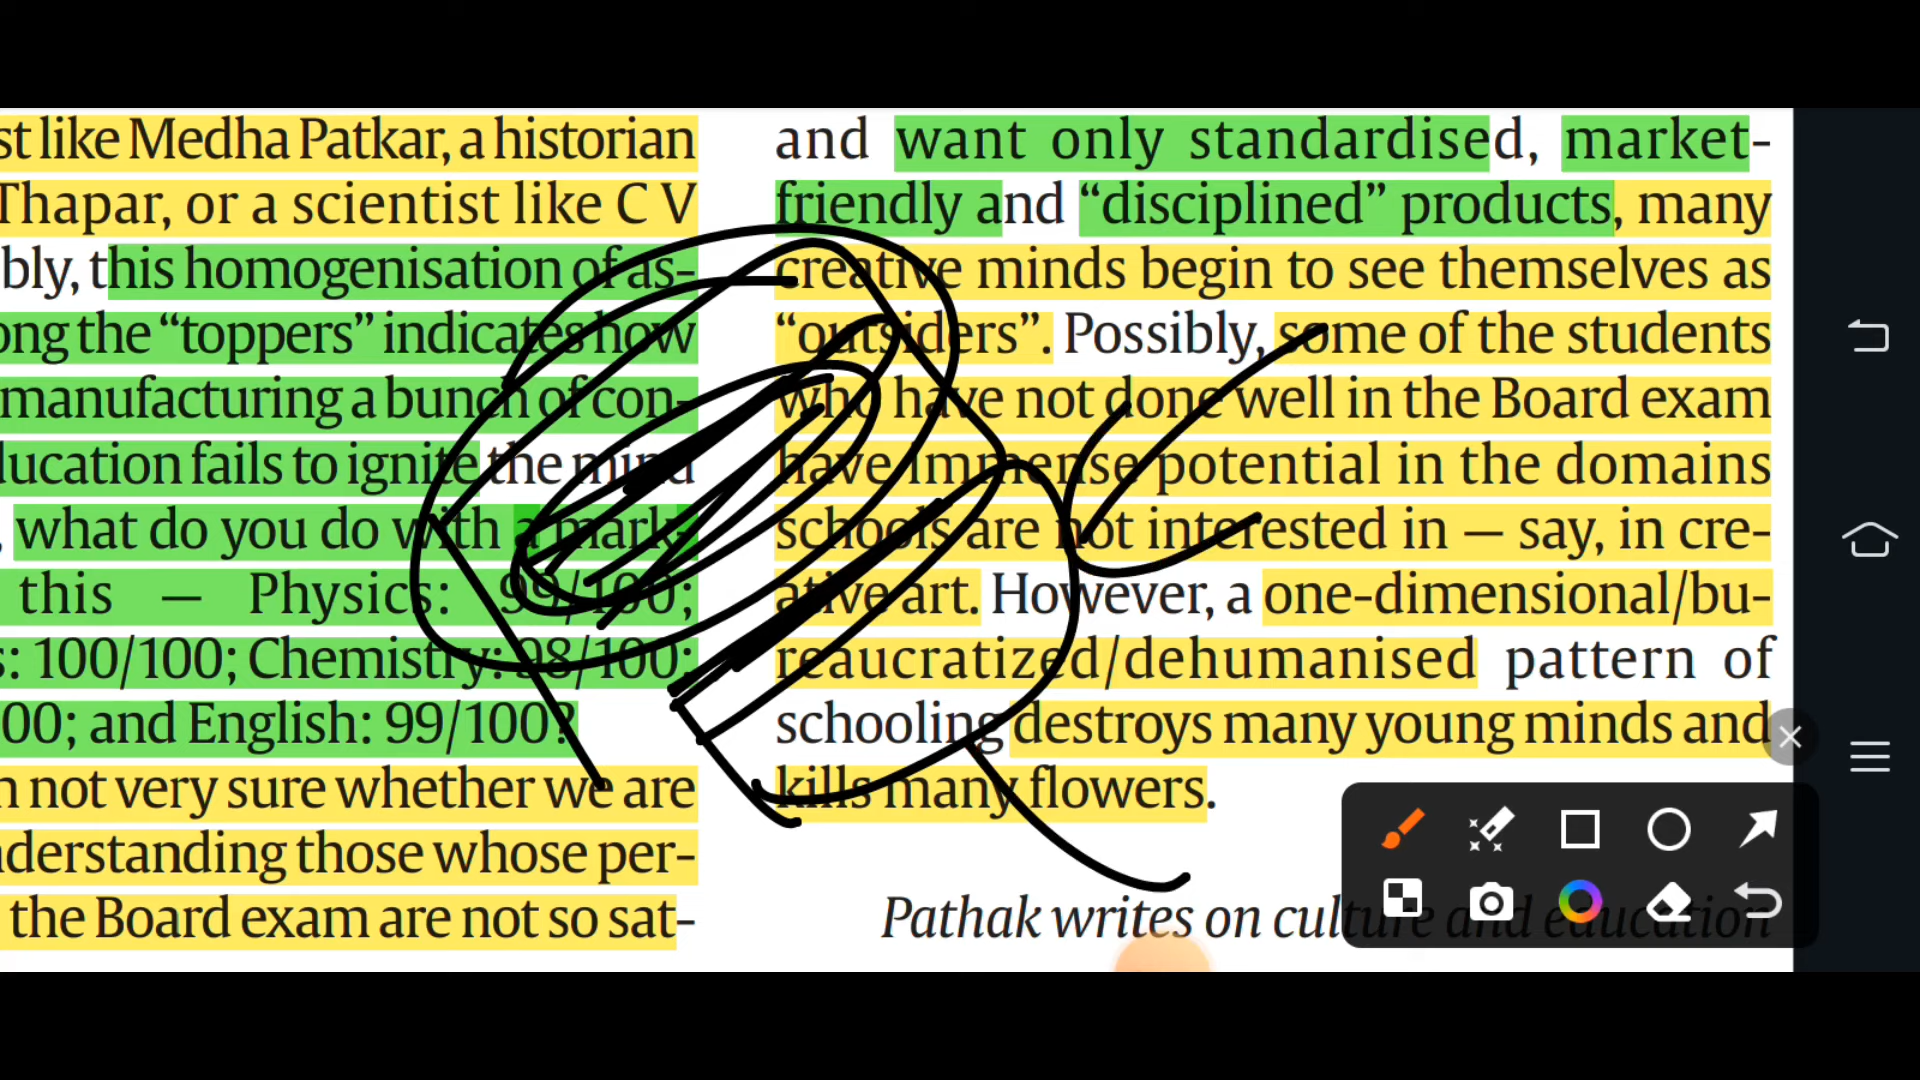 st like Medha Patkar, a historian
Thapar, or a scientist like C V
bly, this homogenisation of as-
ong the “toppers” indicates how
manufacturing a bunch of con-
ducation fails to ignite the mind
, what do you do with a mark-
this — Physics: 99/100;
s: 100/100; Chemistry: 98/100;
00; and English: 99/100?
n not very sure whether we are
nderstanding those whose per-
the Board exam are not so sat-
and want only standardised, market-
friendly and “disciplined” products, many
creative minds begin to see themselves as
“outsiders”. Possibly, some of the students
who have not done well in the Board exam
have immense potential in the domains
schools are not interested in — say, in cre-
ative art. However, a one-dimensional/bu-
reaucratized/dehumanised pattern of
schooling destroys many young minds and
kills many flowers.
Pathak writes on culture and education